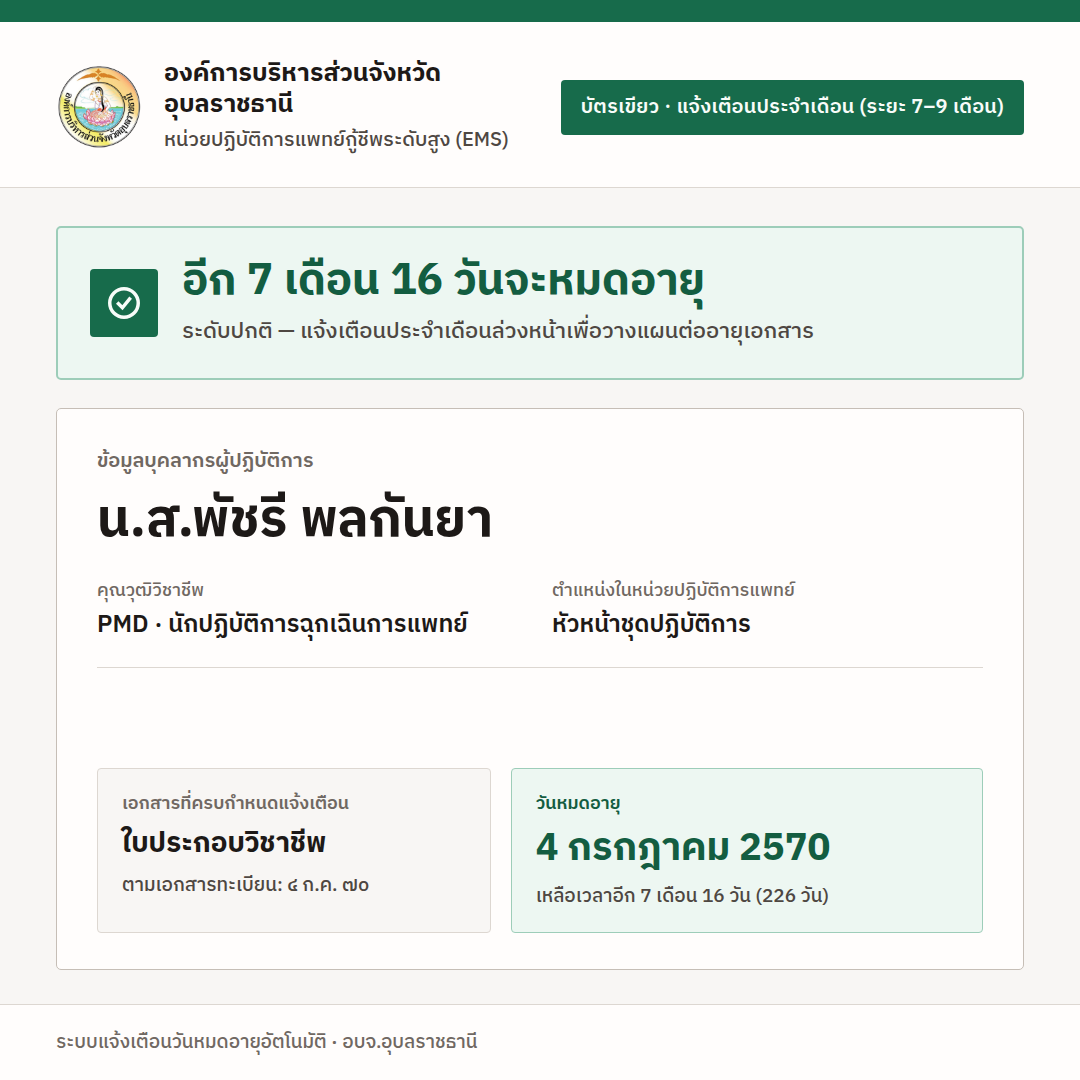 องค์การบริหารส่วนจังหวัด
อุบลราชธานี
หน่วยปฏิบัติการแพทย์กู้ชีพระดับสูง (EMS)
บัตรเขียว · แจ้งเตือนประจำเดือน (ระยะ 7–9 เดือน)
อีก 7 เดือน 16 วันจะหมดอายุ
ระดับปกติ — แจ้งเตือนประจำเดือนล่วงหน้าเพื่อวางแผนต่ออายุเอกสาร
ข้อมูลบุคลากรผู้ปฏิบัติการ
น.ส.พัชรี พลกันยา
คุณวุฒิวิชาชีพ
PMD · นักปฏิบัติการฉุกเฉินการแพทย์
ตำแหน่งในหน่วยปฏิบัติการแพทย์
หัวหน้าชุดปฏิบัติการ
เอกสารที่ครบกำหนดแจ้งเตือน
ใบประกอบวิชาชีพ
ตามเอกสารทะเบียน: ๔ ก.ค. ๗๐
วันหมดอายุ
4 กรกฎาคม 2570
เหลือเวลาอีก 7 เดือน 16 วัน (226 วัน)
ระบบแจ้งเตือนวันหมดอายุอัตโนมัติ · อบจ.อุบลราชธานี